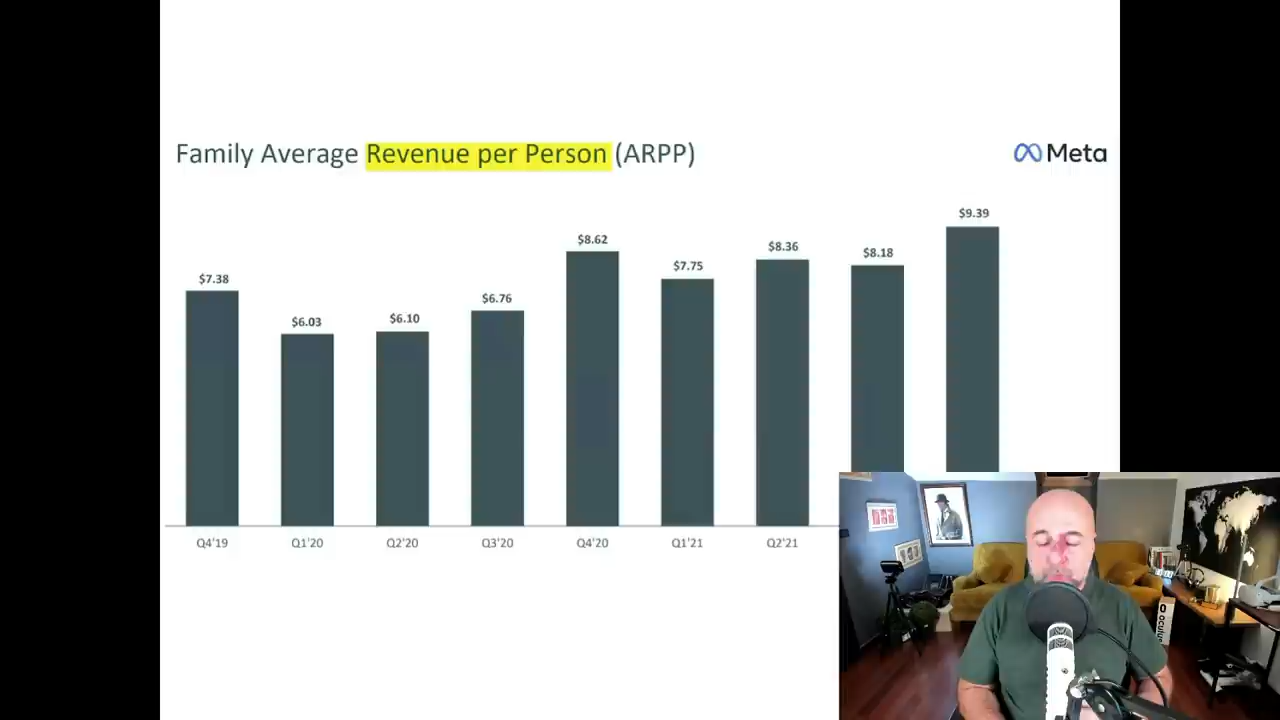 Family Average Revenue per Person (ARPP)
Meta
$7.38
$6.03
$6.10
$6.76
$8.62
$7.75
$8.36
$8.18
$9.39
Q4'19
Q1'20
Q2'20
Q3'20
Q4'20
Q1'21
Q2'21